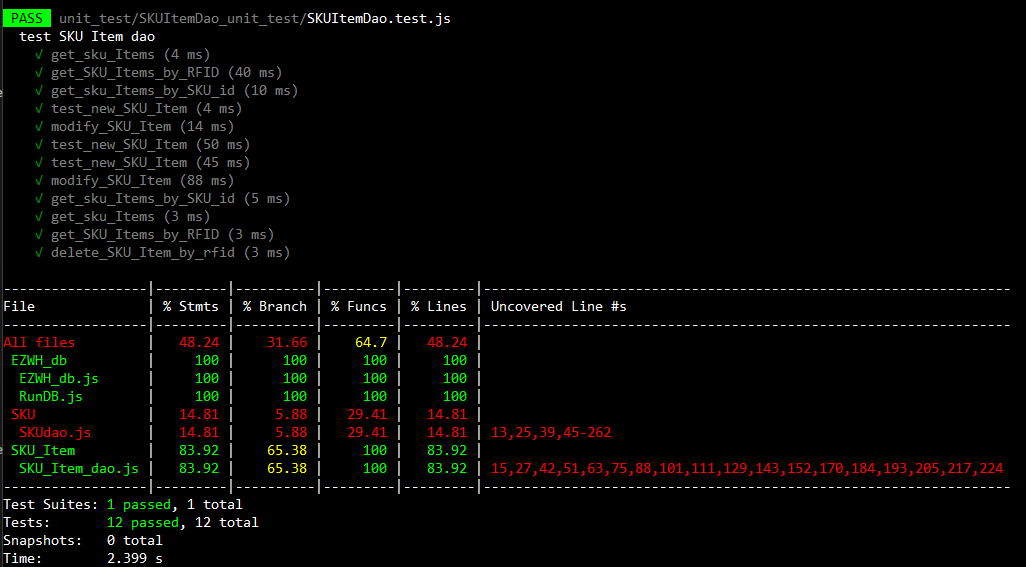 PASS unit_test/SKUItemDao_unit_test/SKUItemDao.test.js
test SKU Item dao
√ get_sku_Items (4 ms)
√ get_SKU_Items_by_RFID (40 ms)
√ get_sku_Items_by_SKU_id (10 ms)
√ test_new_SKU_Item (4 ms)
√ modify_SKU_Item (14 ms)
√ test_new_SKU_Item (50 ms)
√ test_new_SKU_Item (45 ms)
√ modify_SKU_Item (88 ms)
√ get_sku_Items_by_SKU_id (5 ms)
√ get_sku_Items (3 ms)
√ get_SKU_Items_by_RFID (3 ms)
√ delete_SKU_Item_by_rfid (3 ms)
------------------|---------|----------|---------|---------|-------------------------------------------------------------------
File              | % Stmts | % Branch | % Funcs | % Lines | Uncovered Line #s
------------------|---------|----------|---------|---------|-------------------------------------------------------------------
All files         |   48.24 |    31.66 |    64.7 |   48.24 |
 EZWH_db          |     100 |      100 |     100 |     100 |
  EZWH_db.js      |     100 |      100 |     100 |     100 |
  RunDB.js        |     100 |      100 |     100 |     100 |
 SKU              |   14.81 |     5.88 |   29.41 |   14.81 |
  SKUdao.js       |   14.81 |     5.88 |   29.41 |   14.81 | 13,25,39,45-262
 SKU_Item         |   83.92 |    65.38 |     100 |   83.92 |
  SKU_Item_dao.js |   83.92 |    65.38 |     100 |   83.92 | 15,27,42,51,63,75,88,101,111,129,143,152,170,184,193,205,217,224
------------------|---------|----------|---------|---------|-------------------------------------------------------------------
Test Suites: 1 passed, 1 total
Tests:       12 passed, 12 total
Snapshots:   0 total
Time:        2.399 s